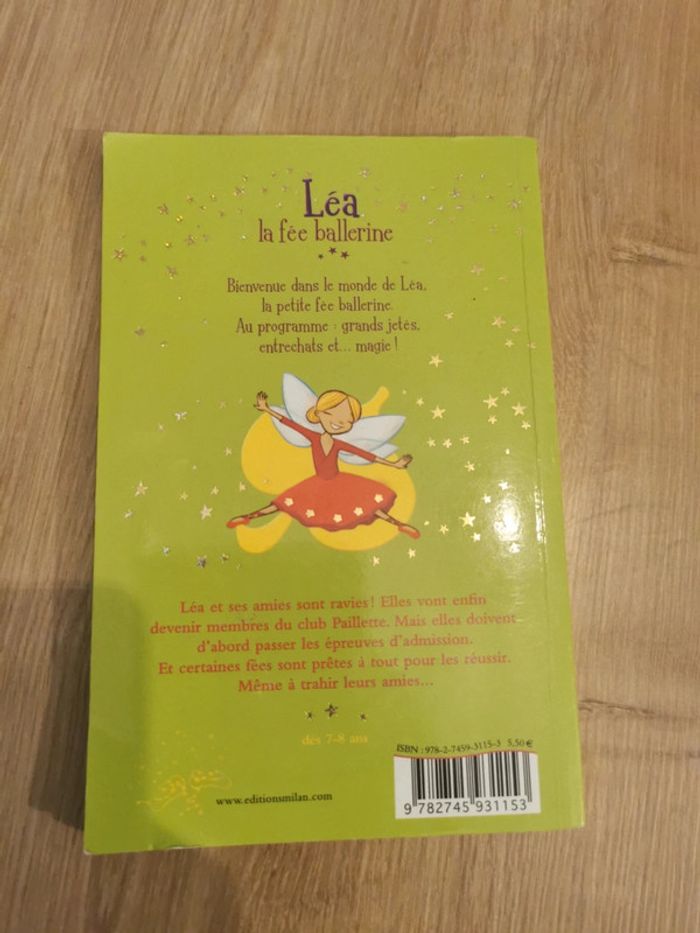 Léa
la fée ballerine
Bienvenue dans le monde de Léa,
la petite fée ballerine.
Au programme : grands jetés,
entrechats et... magie !
Léa et ses amies sont ravies ! Elles vont enfin
devenir membres du club Paillette. Mais elles doivent
d'abord passer les épreuves d'admission.
Et certaines fées sont prêtes à tout pour les réussir.
Même à trahir leurs amies...
dès 7-8 ans
ISBN : 978-2-7459-3115-3 5,50 €
www.editionsmilan.com
9 782745 931153